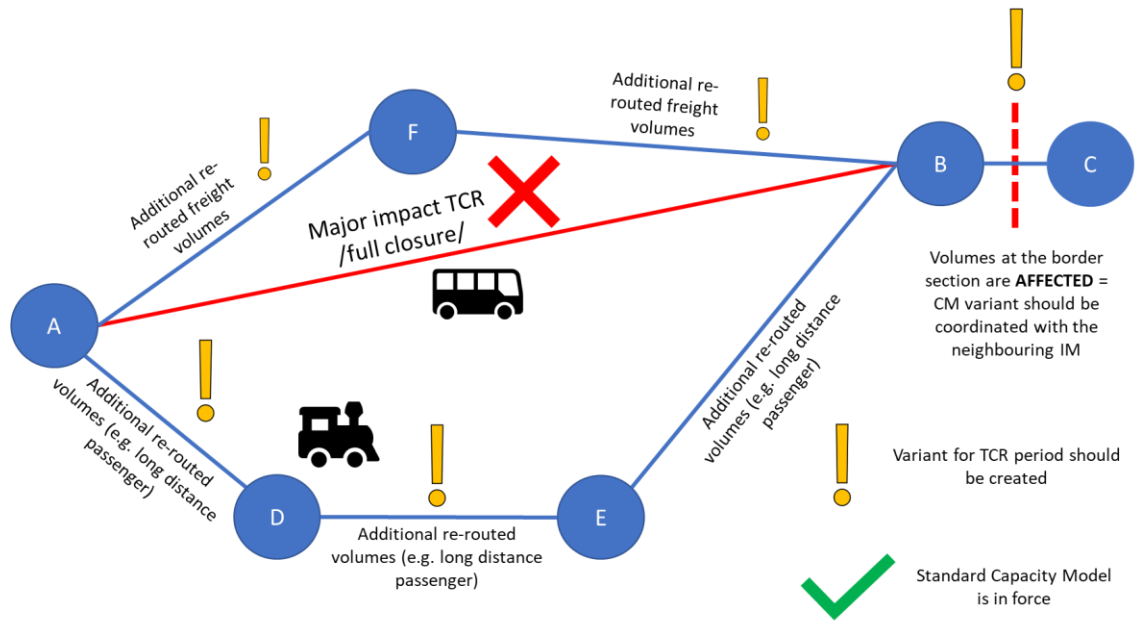 Additional re-
routed freight
volumes
F
Additional re-
routed freight
volumes
B
C
Major impact TCR
/full closure/
Volumes at the border
section are AFFECTED =
CM variant should be
coordinated with the
neighbouring IM
A
Additional re-routed
volumes (e.g. long distance
passenger)
D
Additional re-routed
volumes (e.g. long distance
passenger)
E
Additional re-routed
volumes (e.g. long distance
passenger)
Variant for TCR period should
be created
Standard Capacity Model
is in force